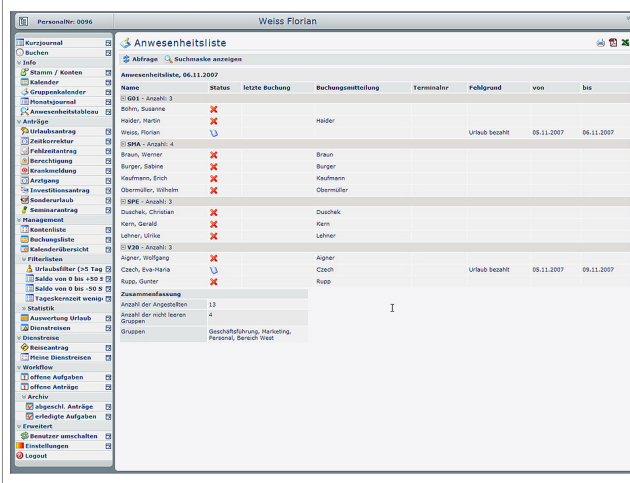 PersonalNr: 0096
Weiss Florian
Kurzjournal
Buchen
Info
Stamm / Konten
Kalender
Gruppenkalender
Monatsjournal
Anwesenheitstableau
Anträge
Urlaubsantrag
Zeitkorrektur
Fehlzeitantrag
Berechtigung
Krankmeldung
Arztgang
Investitionsantrag
Sonderurlaub
Seminarantrag
Management
Kontenliste
Buchungsliste
Kalenderübersicht
Filterlisten
Urlaubsfilter (>5 Tag
Saldo von 0 bis +50 S
Saldo von 0 bis -50 S
Tageskernzeit wenig
Statistik
Auswertung Urlaub
Dienstreisen
Dienstreise
Reiseantrag
Meine Dienstreisen
Workflow
offene Aufgaben
offene Anträge
Archiv
abgeschl. Anträge
erledigte Aufgaben
Erweitert
Benutzer umschalten
Einstellungen
Logout
Anwesenheitsliste
Abfrage Suchmaske anzeigen
Anwesenheitsliste, 06.11.2007
Name Status letzte Buchung Buchungsmitteilung Terminalnr Fehlgrund von bis
G01 - Anzahl: 3
Böhm, Susanne
Haider, Martin Haider
Weiss, Florian Urlaub bezahlt 05.11.2007 06.11.2007
SMA - Anzahl: 4
Braun, Werner Braun
Burger, Sabine Burger
Kaufmann, Erich Kaufmann
Obermüller, Wilhelm Obermüller
SPE - Anzahl: 3
Duschek, Christian Duschek
Kern, Gerald Kern
Lehner, Ulrike Lehner
V20 - Anzahl: 3
Aigner, Wolfgang Aigner
Czech, Eva-Maria Czech Urlaub bezahlt 05.11.2007 09.11.2007
Rupp, Gunter Rupp
Zusammenfassung
Anzahl der Angestellten 13
Anzahl der nicht leeren Gruppen 4
Gruppen Geschäftsführung, Marketing,
Personal, Bereich West